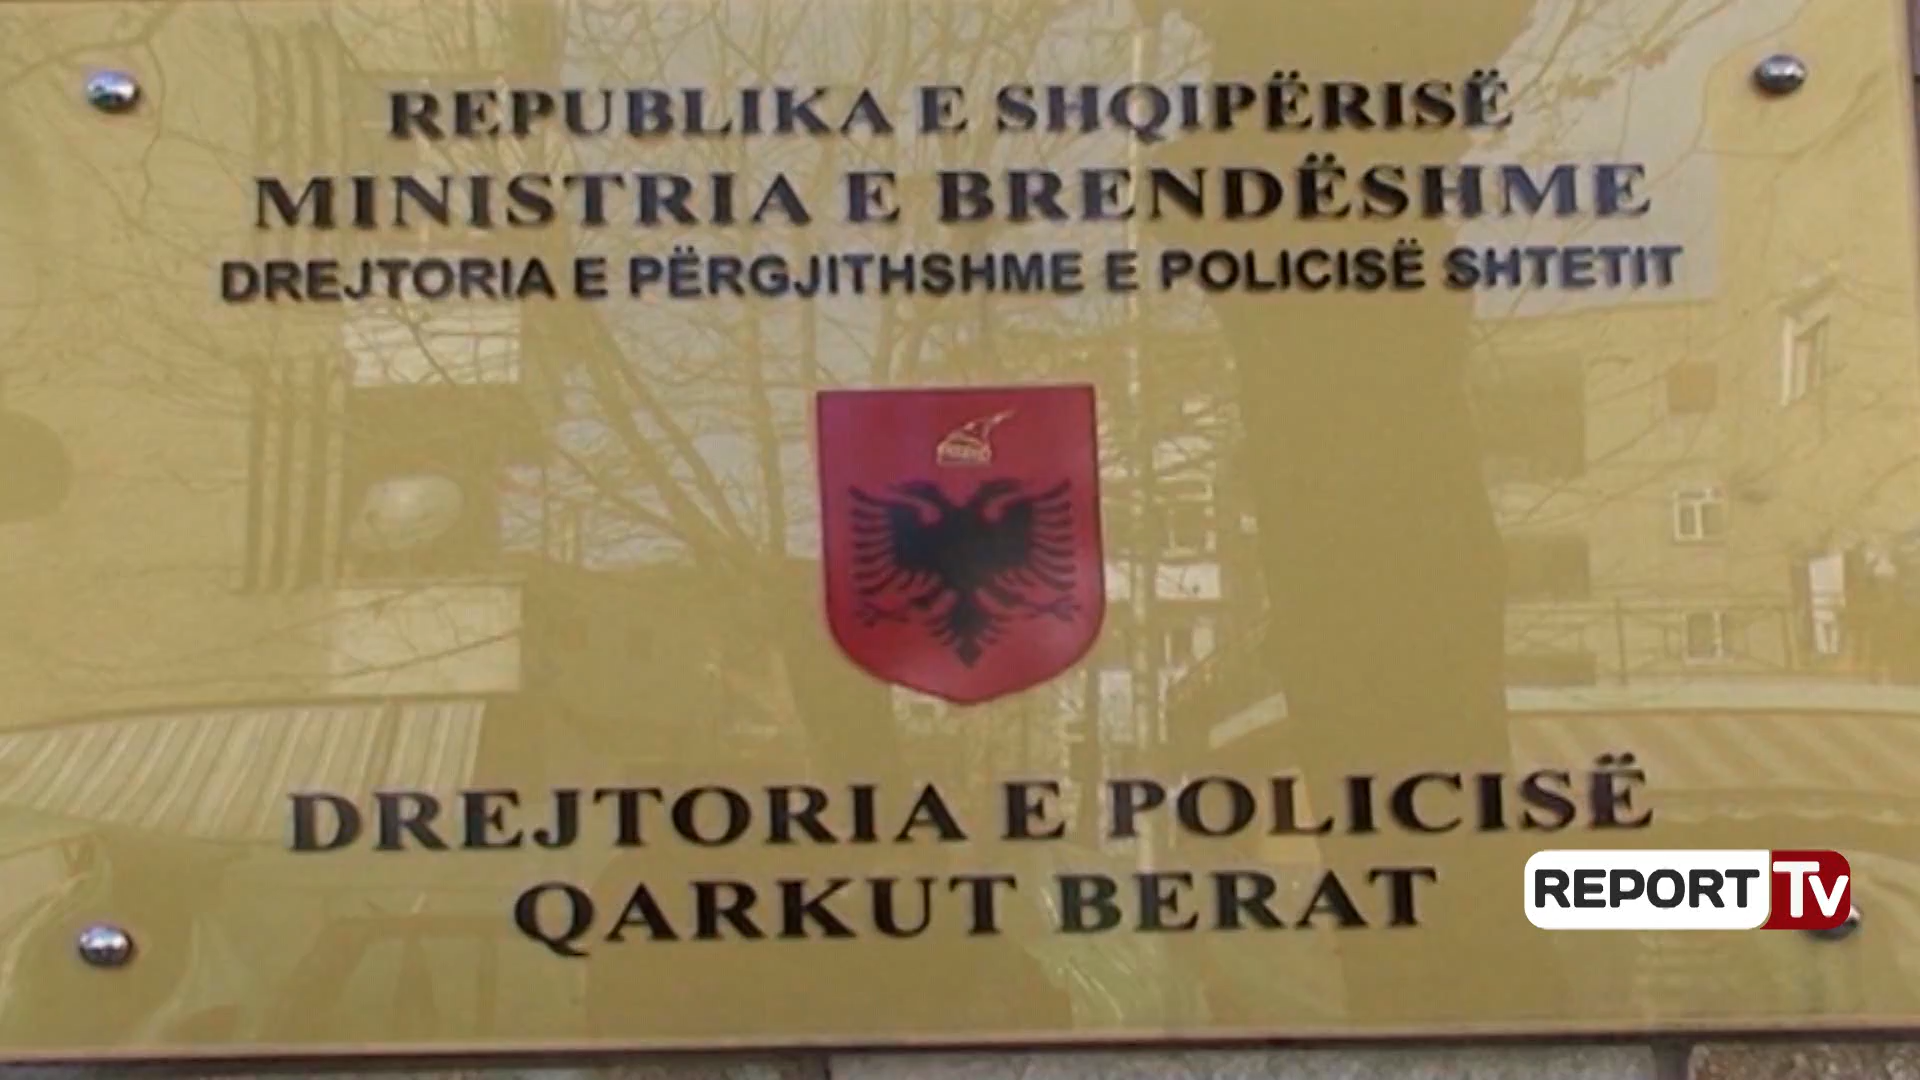 REPUBLIKA E SHQIPËRISË
MINISTRIA E BRENDËSHME
DREJTORIA E PËRGJITHSHME E POLICISË SHTETIT
DREJTORIA E POLICISË
QARKUT BERAT
REPORT TV